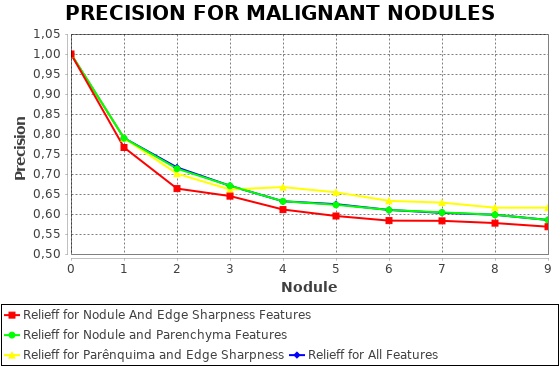 PRECISION FOR MALIGNANT NODULES
1,05
1,00
0,95
0,90
0,85
0,80
0,75
0,70
0,65
0,60
0,55
0,50
Precision
0 1 2 3 4 5 6 7 8 9
Nodule
Relieff for Nodule And Edge Sharpness Features
Relieff for Nodule and Parenchyma Features
Relieff for Parênquima and Edge Sharpness Relieff for All Features